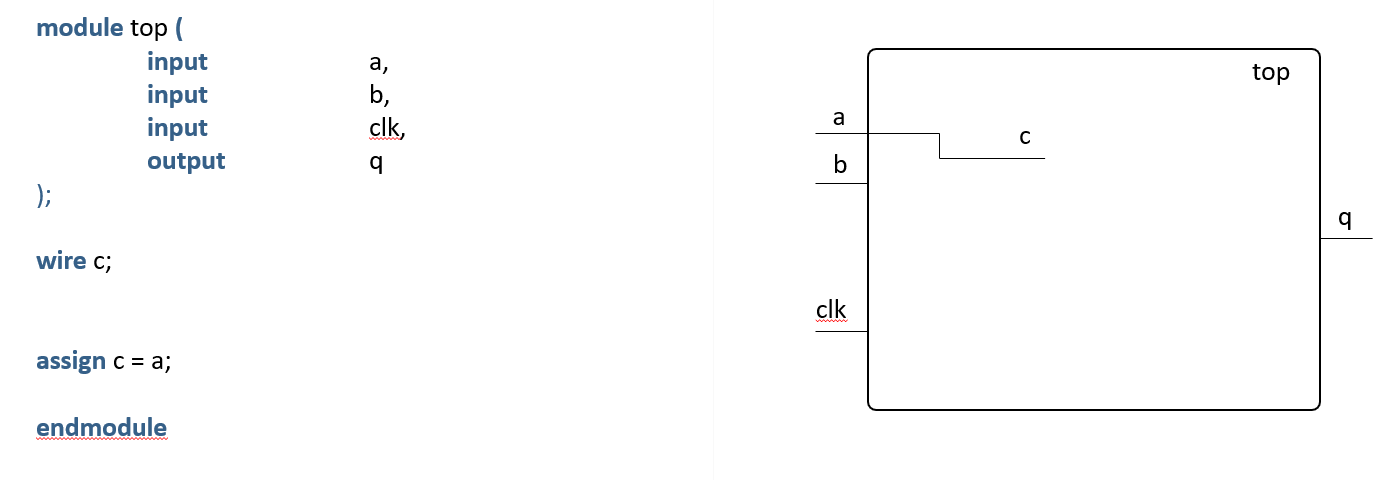 module top (
input a,
input b,
input clk,
output q
);
wire c;
assign c = a;
endmodule
top
a
c
b
q
clk